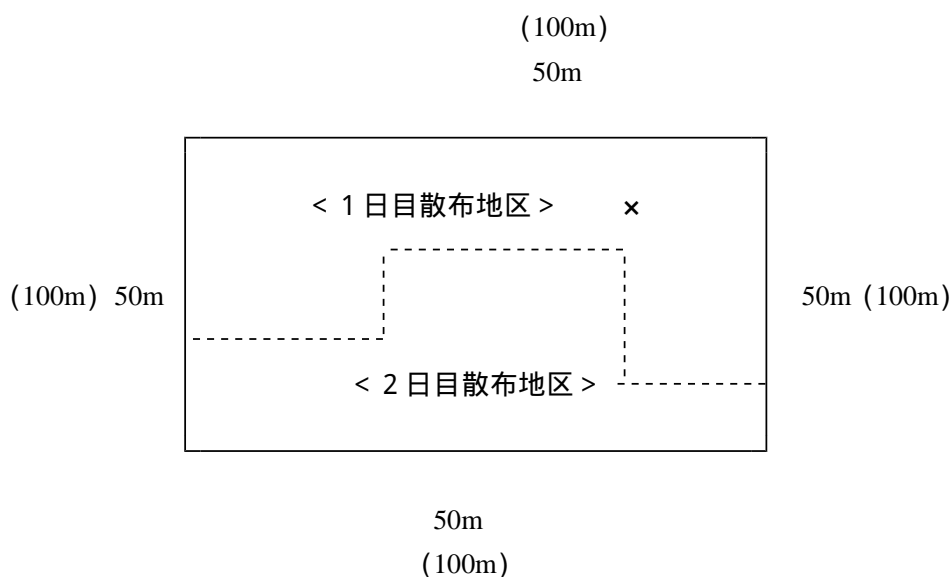 (100m)
50m
< 1日目散布地区 > ×
(100m) 50m
50m (100m)
< 2日目散布地区 >
50m
(100m)